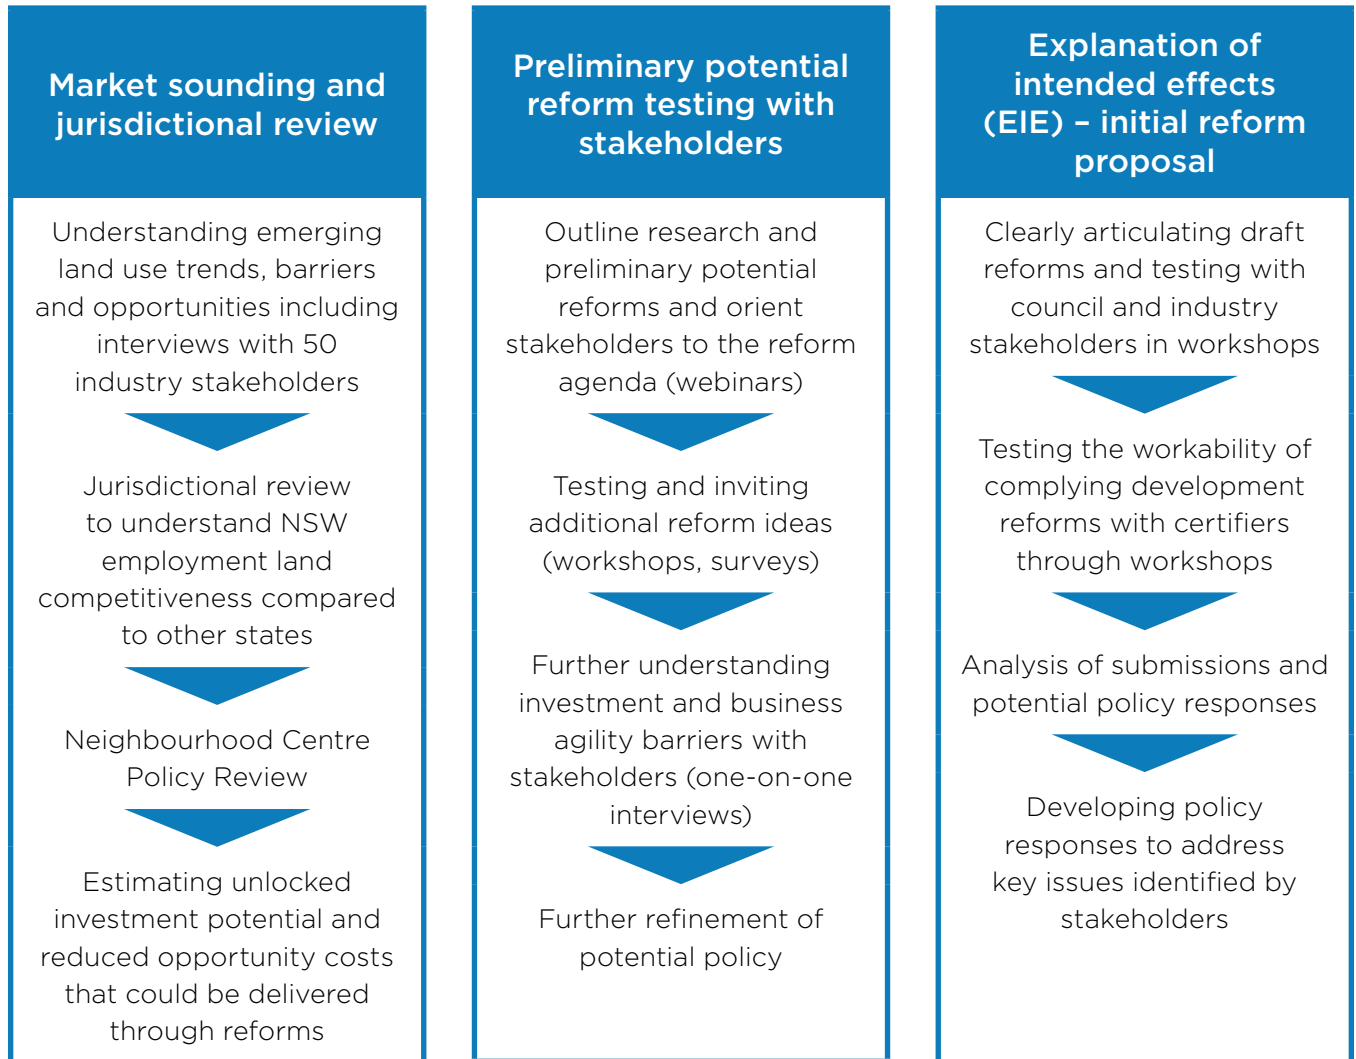 Market sounding and
jurisdictional review
Understanding emerging
land use trends, barriers
and opportunities including
interviews with 50
industry stakeholders
Jurisdictional review
to understand NSW
employment land
competitiveness compared
to other states
Neighbourhood Centre
Policy Review
Estimating unlocked
investment potential and
reduced opportunity costs
that could be delivered
through reforms
Preliminary potential
reform testing with
stakeholders
Outline research and
preliminary potential
reforms and orient
stakeholders to the reform
agenda (webinars)
Testing and inviting
additional reform ideas
(workshops, surveys)
Further understanding
investment and business
agility barriers with
stakeholders (one-on-one
interviews)
Further refinement of
potential policy
Explanation of
intended effects
(EIE) – initial reform
proposal
Clearly articulating draft
reforms and testing with
council and industry
stakeholders in workshops
Testing the workability of
complying development
reforms with certifiers
through workshops
Analysis of submissions and
potential policy responses
Developing policy
responses to address
key issues identified by
stakeholders